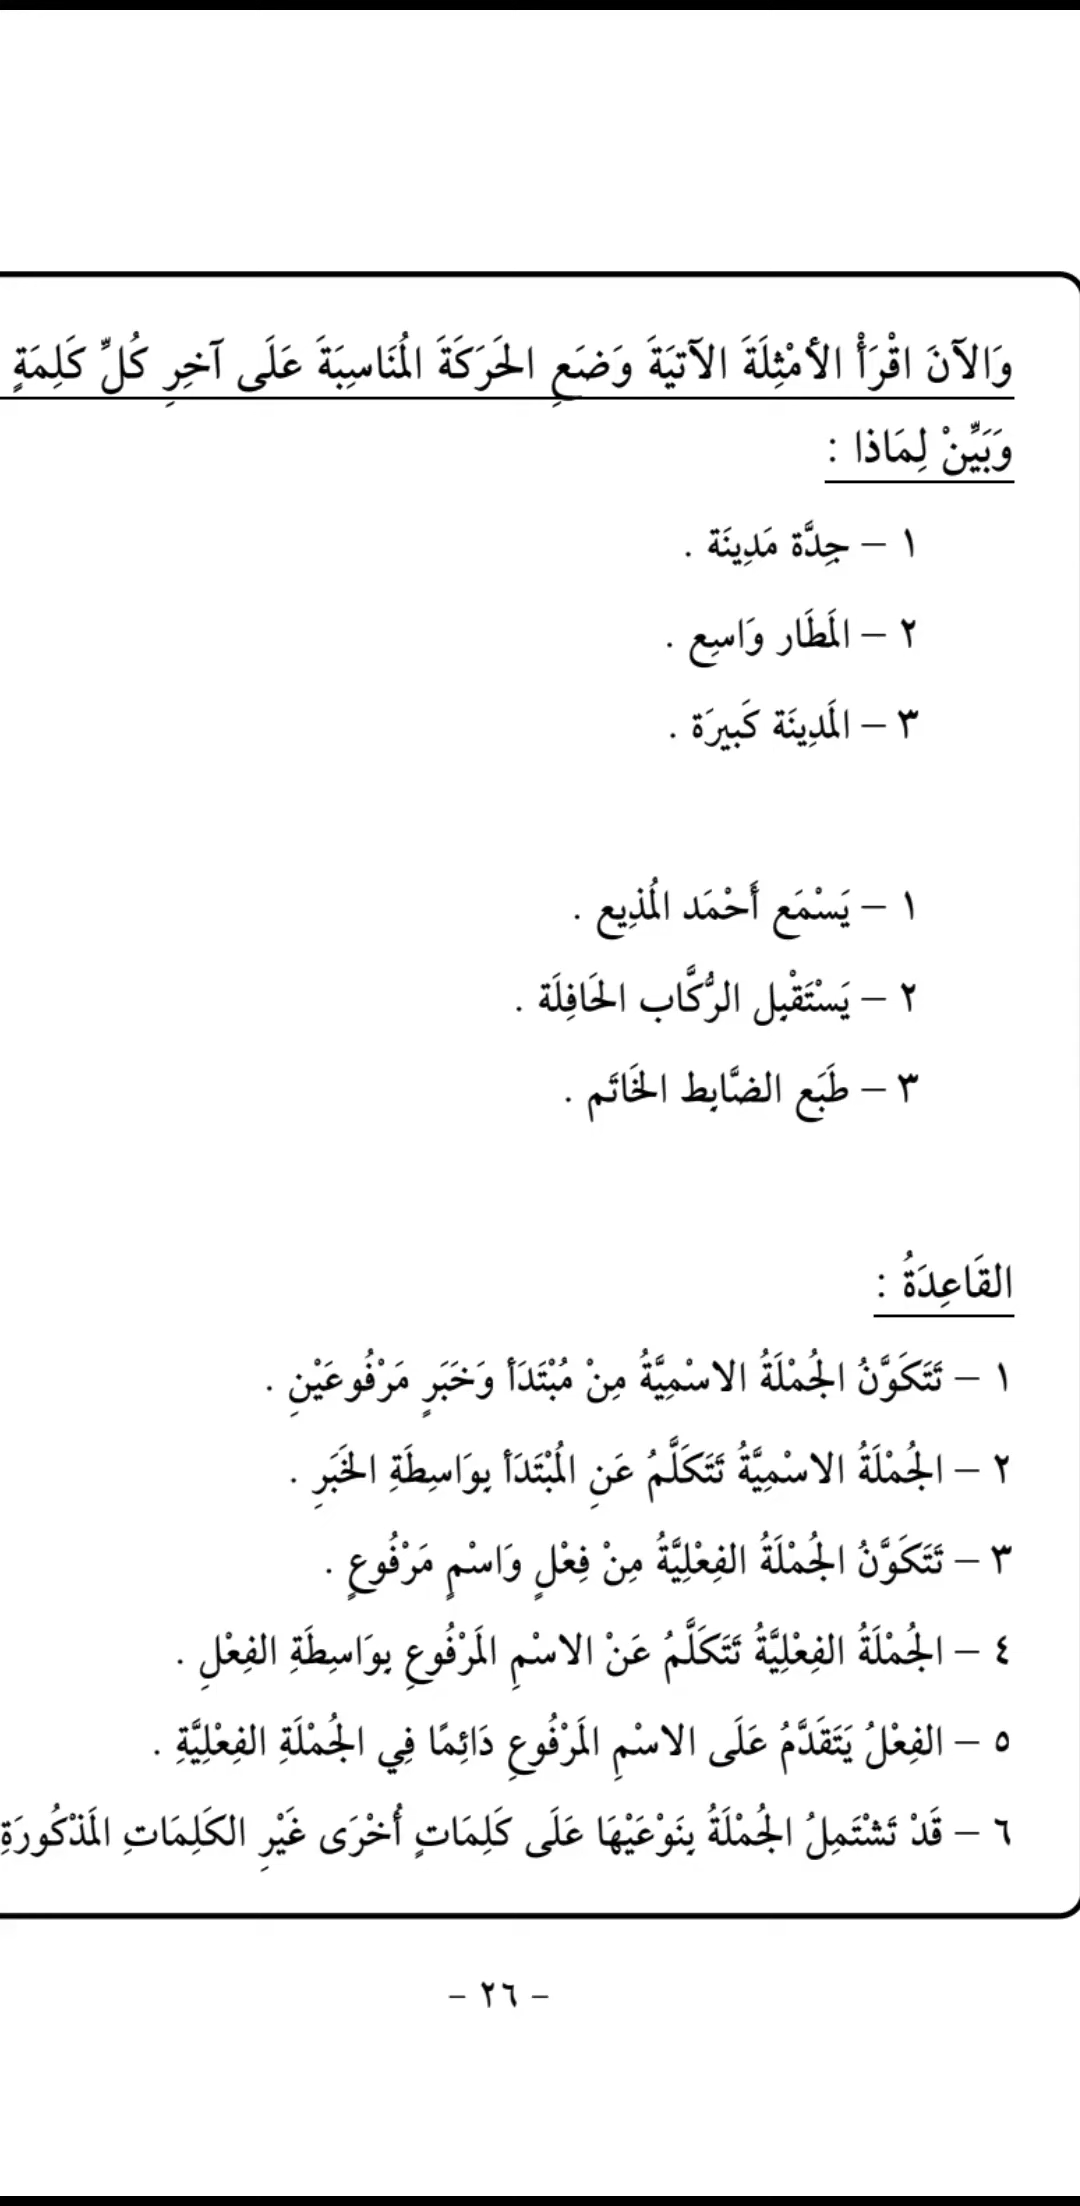 وَالآنَ اقْرَأْ الأمْثِلَةَ الآتيَةَ وَضَعِ الحَرَكَةَ المُنَاسِبَةَ عَلَى آخِرِ كُلِّ كَلِمَةٍ
وَبَيِّنْ لِمَاذا :
١ – جِدَّة مَدِينَة .
٢ – المَطَار وَاسِع .
٣ – المَدِينَة كَبِيرَة .
١ – يَسْمَع أَحْمَد المُذِيع .
٢ – يَسْتَقْبِل الرُّكَّاب الحَافِلَة .
٣ – طَبَع الضَّابِط الخَاتَم .
القَاعِدَةُ :
١ – تَتَكَوَّنُ الجُمْلَةُ الاسْمِيَّةُ مِنْ مُبْتَدَأ وَخَبَرٍ مَرْفُوعَيْنِ .
٢ – الجُمْلَةُ الاسْمِيَّةُ تَتَكَلَّمُ عَنِ المُبْتَدَأ بِوَاسِطَةِ الخَبَرِ .
٣ – تَتَكَوَّنُ الجُمْلَةُ الفِعْلِيَّةُ مِنْ فِعْلٍ وَاسْمٍ مَرْفُوعٍ .
٤ – الجُمْلَةُ الفِعْلِيَّةُ تَتَكَلَّمُ عَنْ الاسْمِ المَرْفُوعِ بِوَاسِطَةِ الفِعْلِ .
٥ – الفِعْلُ يَتَقَدَّمُ عَلَى الاسْمِ المَرْفُوعِ دَائِمًا فِي الجُمْلَةِ الفِعْلِيَّةِ .
٦ – قَدْ تَشْتَمِلُ الجُمْلَةُ بِنَوْعَيْهَا عَلَى كَلِمَاتٍ أُخْرَى غَيْرِ الكَلِمَاتِ المَذْكُورَةِ
– ٢٦ –